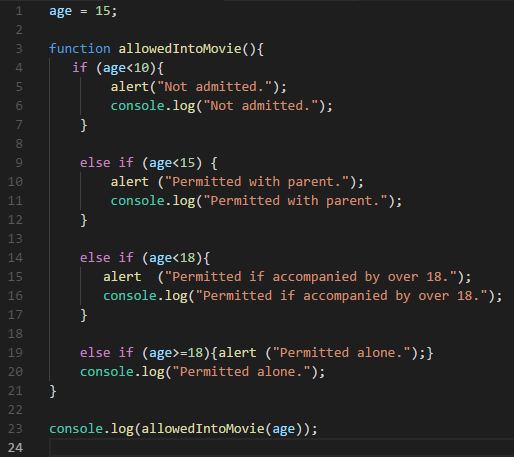 1 age = 15;
2
3 function allowedIntoMovie(){
4 if (age<10){
5 alert("Not admitted.");
6 console.log("Not admitted.");
7 }
8
9 else if (age<15) {
10 alert ("Permitted with parent.");
11 console.log("Permitted with parent.");
12 }
13
14 else if (age<18){
15 alert  ("Permitted if accompanied by over 18.");
16 console.log("Permitted if accompanied by over 18.");
17 }
18
19 else if (age>=18){alert ("Permitted alone.");}
20 console.log("Permitted alone.");
21 }
22
23 console.log(allowedIntoMovie(age));
24